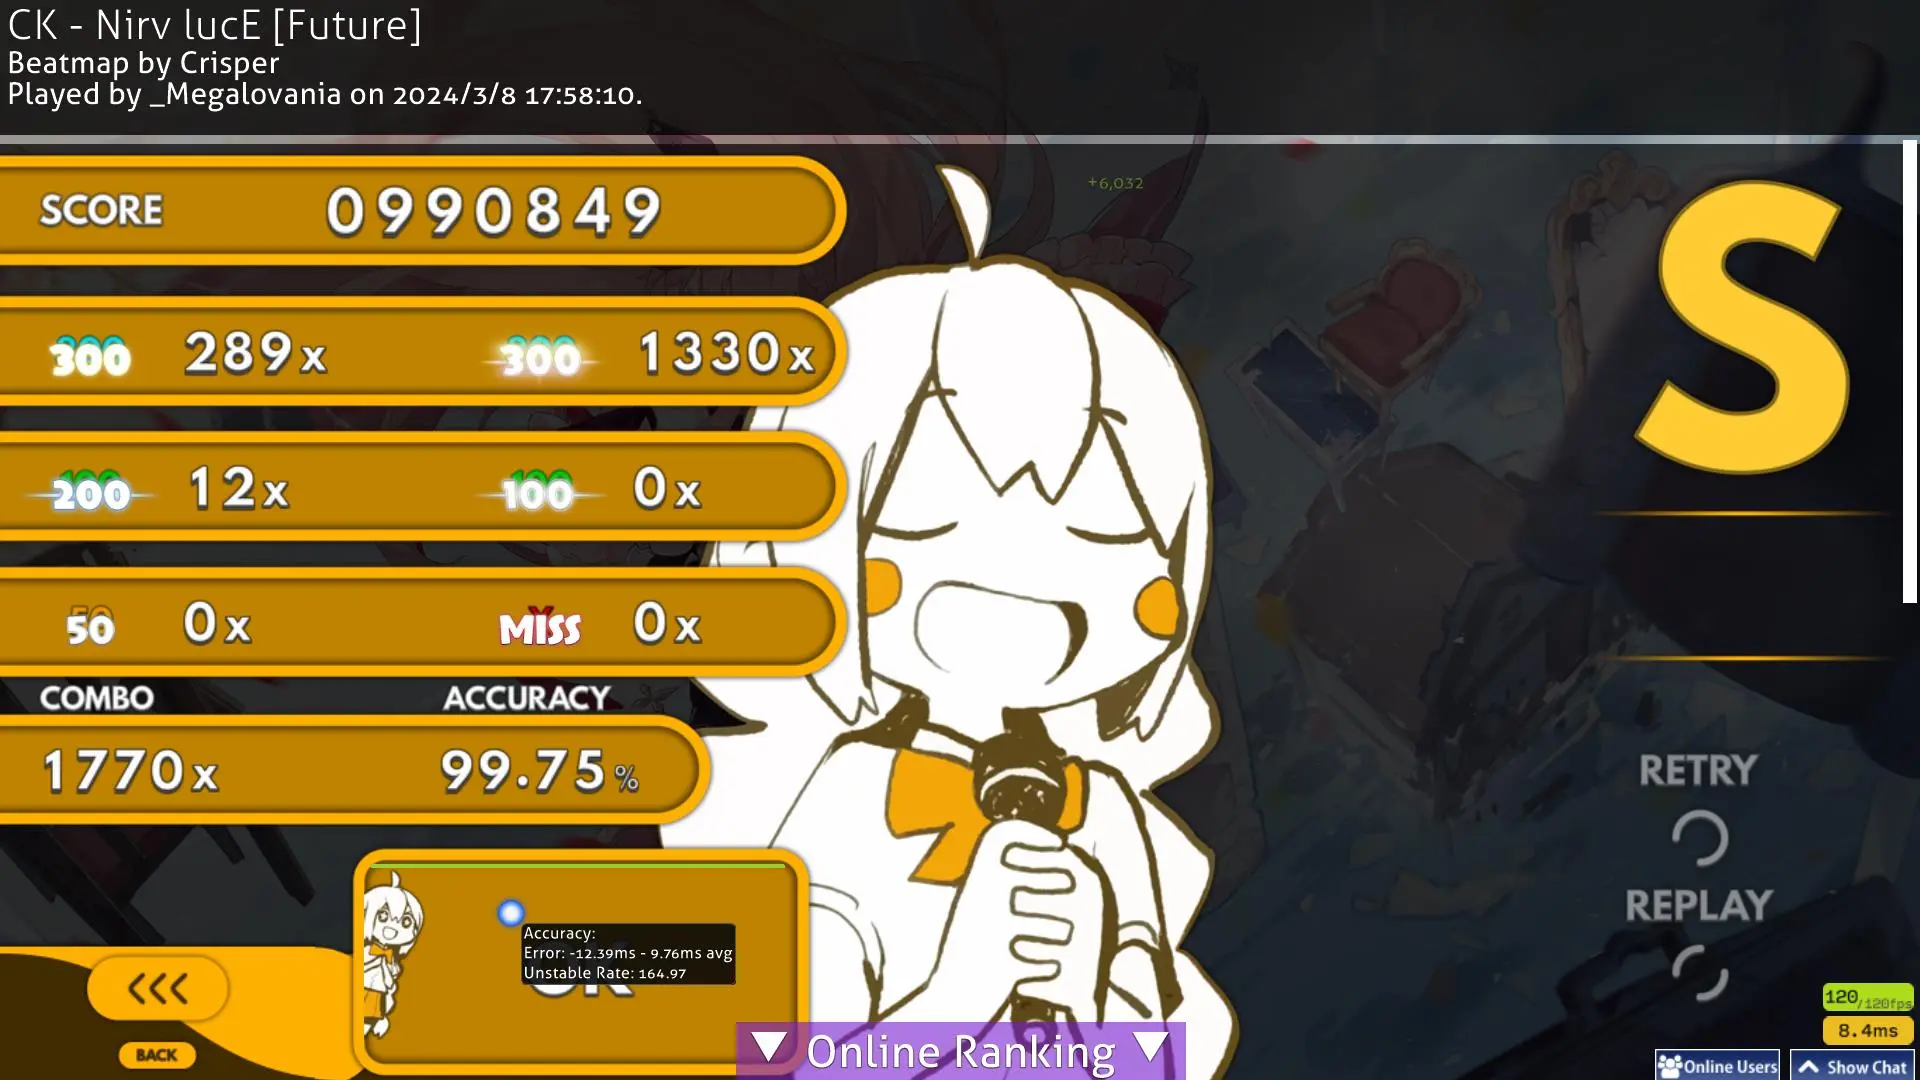 CK - Nirv lucE [Future]
Beatmap by Crisper
Played by _Megalovania on 2024/3/8 17:58:10.
+6,032
SCORE 0990849
300 289x 300 1330x
200 12x 100 0x
50 0x MISS 0x
COMBO ACCURACY
1770x 99.75%
RETRY
REPLAY
Accuracy:
Error: -12.39ms - 9.76ms avg
Unstable Rate: 164.97
OK
BACK
▼ Online Ranking ▼
120/120fps
8.4ms
Online Users
Show Chat